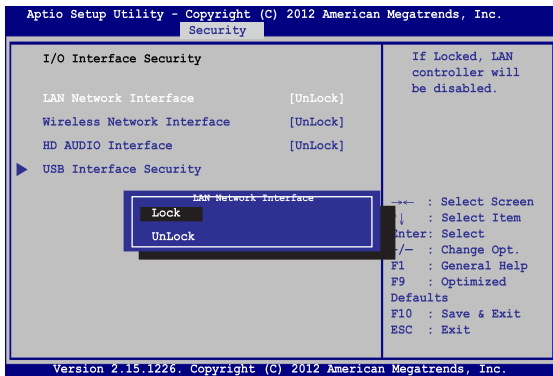 Aptio Setup Utility - Copyright (C) 2012 American Megatrends, Inc.
Security
I/O Interface Security
LAN Network Interface [UnLock]
Wireless Network Interface [UnLock]
HD AUDIO Interface [UnLock]
USB Interface Security
If Locked, LAN
controller will
be disabled.
LAN Network Interface
Lock
UnLock
→← : Select Screen
↓ : Select Item
Enter: Select
/— : Change Opt.
F1 : General Help
F9 : Optimized
Defaults
F10 : Save & Exit
ESC : Exit
Version 2.15.1226. Copyright (C) 2012 American Megatrends, Inc.